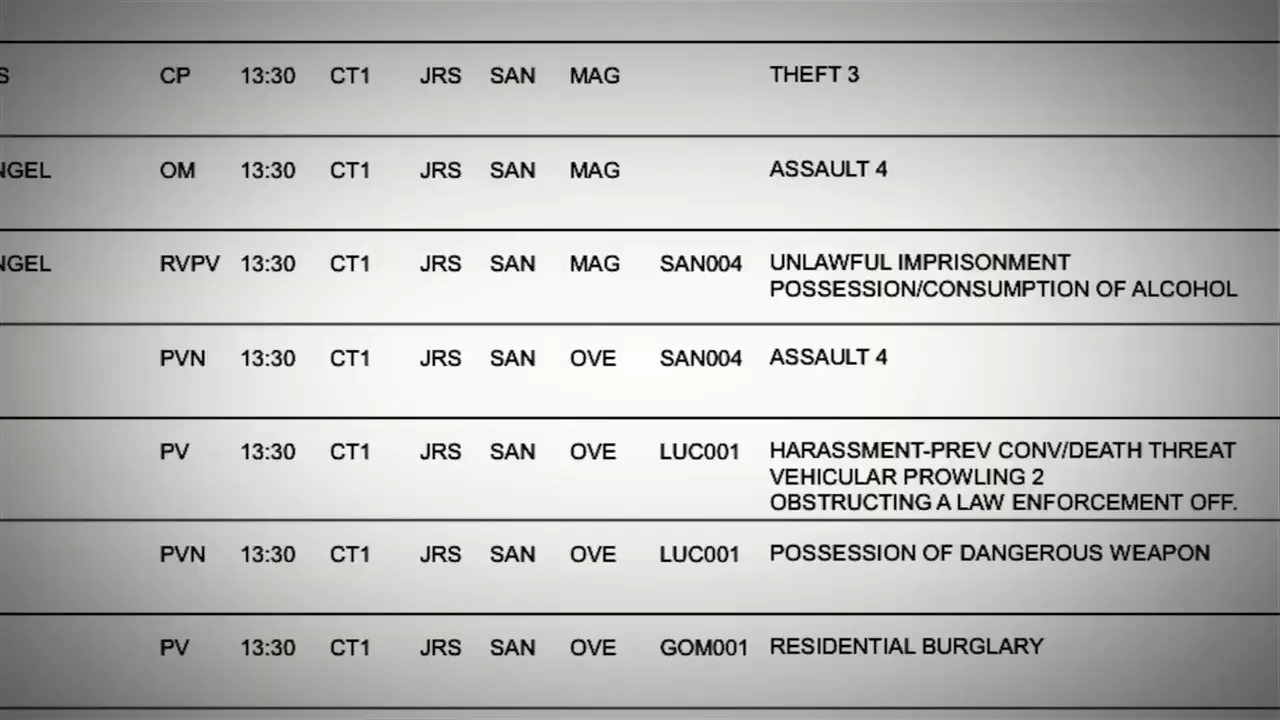 S CP 13:30 CT1 JRS SAN MAG THEFT 3
NGEL OM 13:30 CT1 JRS SAN MAG ASSAULT 4
NGEL RVPV 13:30 CT1 JRS SAN MAG SAN004 UNLAWFUL IMPRISONMENT
POSSESSION/CONSUMPTION OF ALCOHOL
PVN 13:30 CT1 JRS SAN OVE SAN004 ASSAULT 4
PV 13:30 CT1 JRS SAN OVE LUC001 HARASSMENT-PREV CONV/DEATH THREAT
VEHICULAR PROWLING 2
OBSTRUCTING A LAW ENFORCEMENT OFF.
PVN 13:30 CT1 JRS SAN OVE LUC001 POSSESSION OF DANGEROUS WEAPON
PV 13:30 CT1 JRS SAN OVE GOM001 RESIDENTIAL BURGLARY